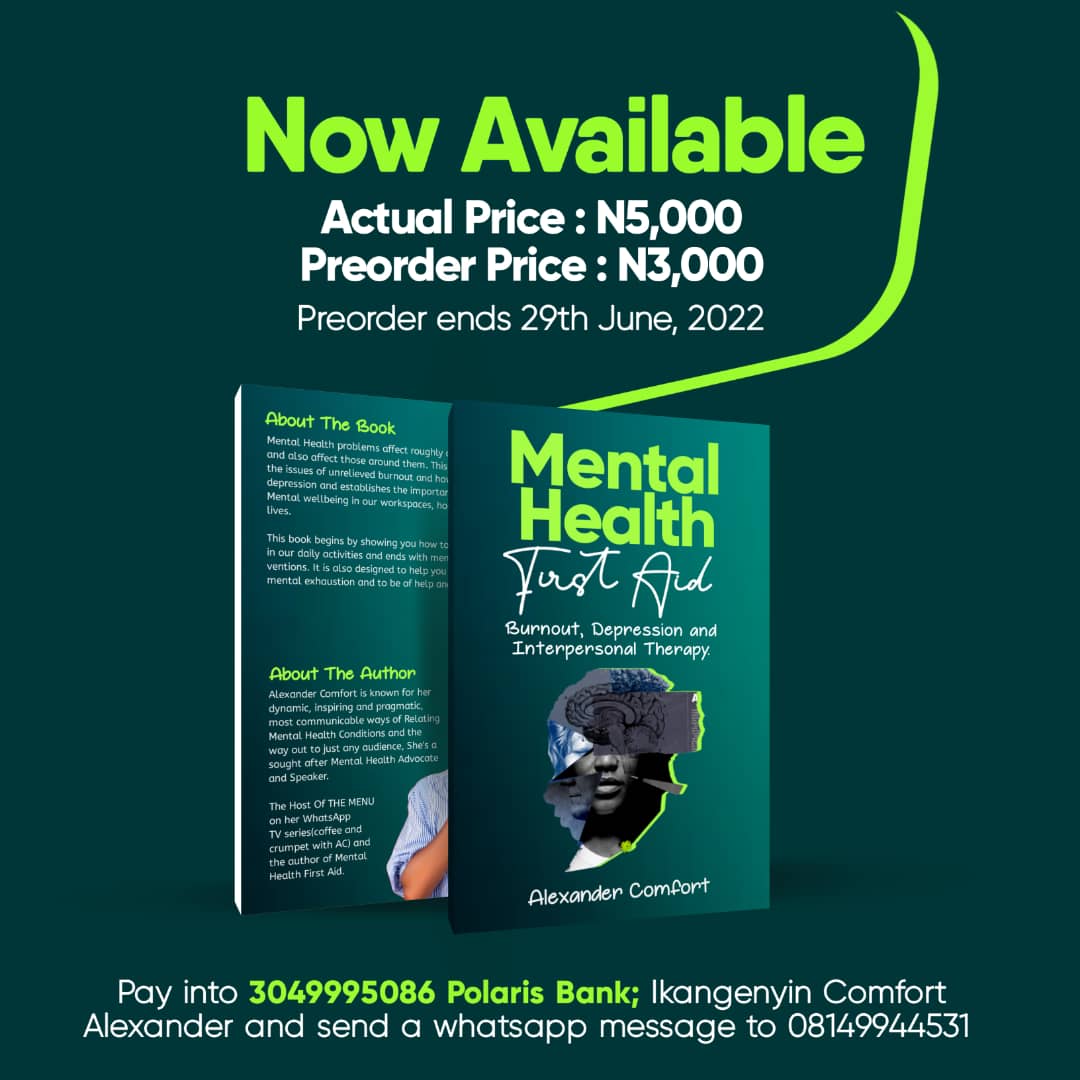 Now Available
Actual Price : N5,000
Preorder Price : N3,000
Preorder ends 29th June, 2022
About The Book
Mental Health problems affect roughly
and also affect those around them. This
the issues of unrelieved burnout and
depression and establishes the
Mental wellbeing in our workspaces,
lives.
This book begins by showing you how to
in our daily activities and ends with
ventions. It is also designed to help you
mental exhaustion and to be of help
About The Author
Alexander Comfort is known for her
dynamic, inspiring and pragmatic,
most communicable ways of Relating
Mental Health Conditions and the
way out to just any audience, She's a
sought after Mental Health Advocate
and Speaker.
The Host Of THE MENU
on her WhatsApp
TV series(coffee and
crumpet with AC) and
the author of Mental
Health First Aid.
Mental
Health
First Aid
Burnout, Depression and
Interpersonal Therapy.
Alexander Comfort
Pay into 3049995086 Polaris Bank; Ikangenyin Comfort
Alexander and send a whatsapp message to 08149944531